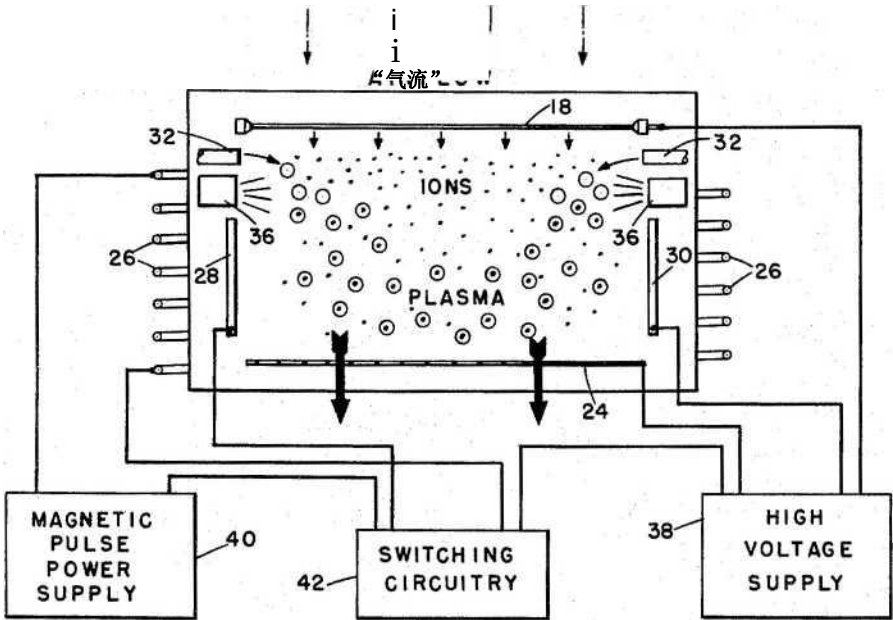 i
i
“气流”
18
32
32
IONS
36
36
26
28
30
26
PLASMA
24
MAGNETIC
PULSE
POWER
SUPPLY
40
42
SWITCHING
CIRCUITRY
38
HIGH
VOLTAGE
SUPPLY